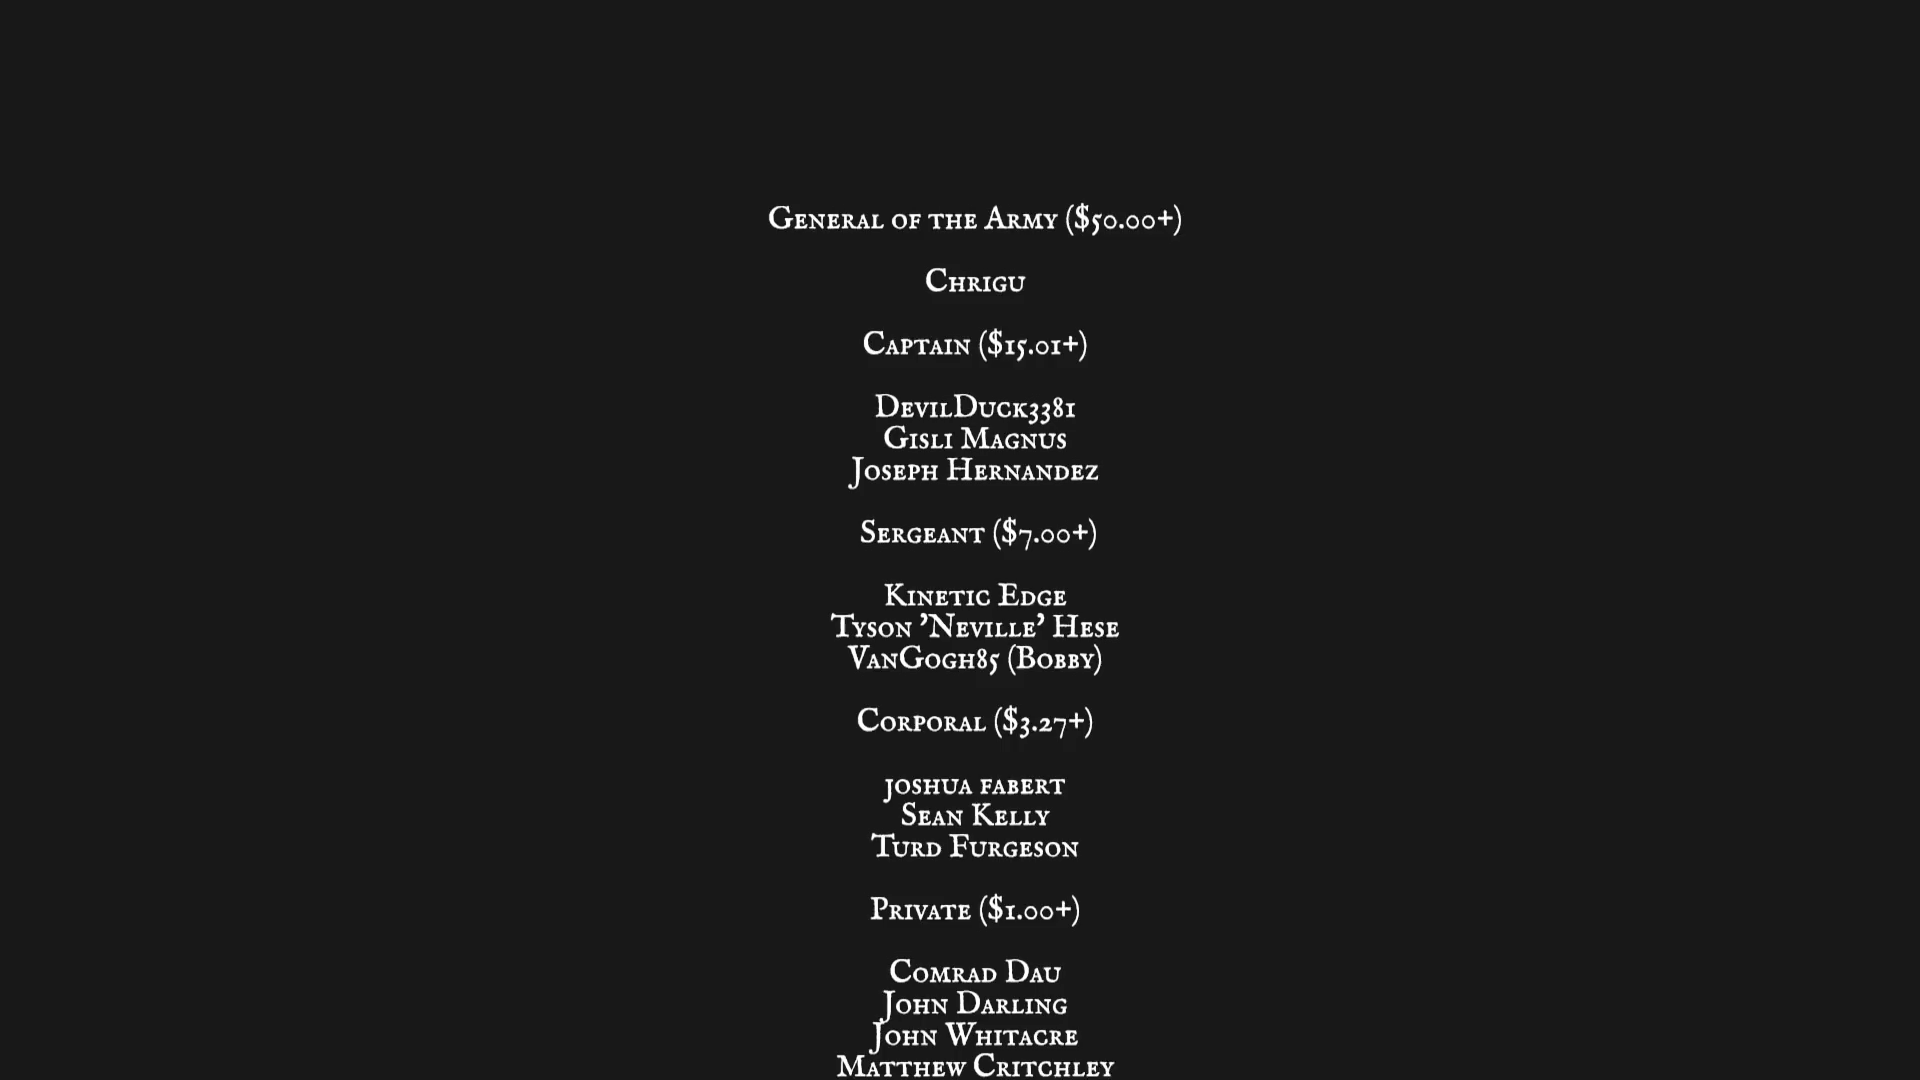 General of the Army ($50.00+)
Chrigu
Captain ($15.01+)
DevilDuck3381
Gisli Magnus
Joseph Hernandez
Sergeant ($7.00+)
Kinetic Edge
Tyson 'Neville' Hese
VanGogh85 (Bobby)
Corporal ($3.27+)
joshua fabert
Sean Kelly
Turd Furgeson
Private ($1.00+)
Comrad Dau
John Darling
John Whitacre
Matthew Critchley